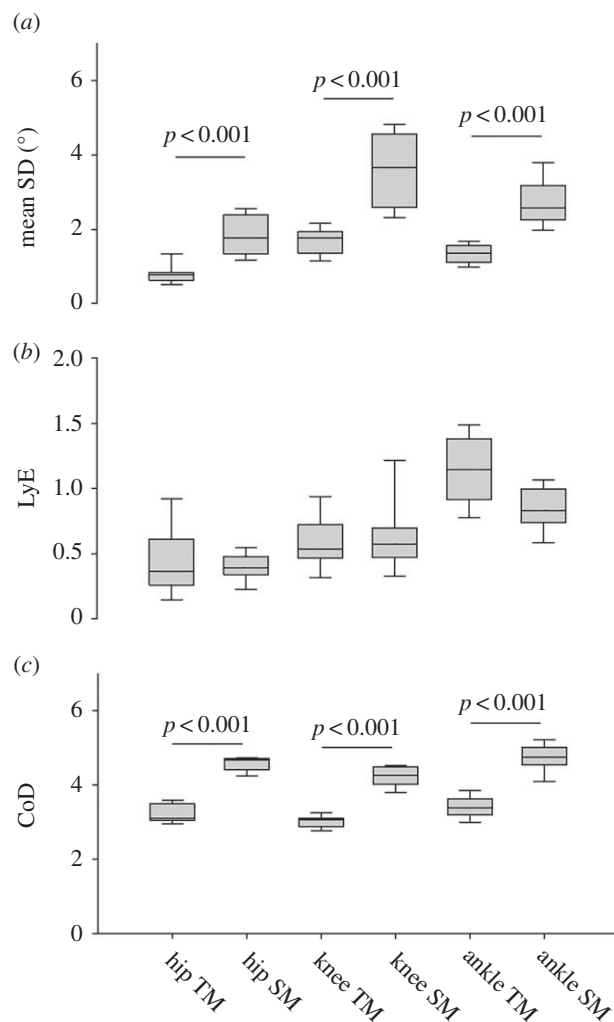 (a)
6
4
2
0
mean SD (°)
p < 0.001
p < 0.001
p < 0.001
(b)
2.0
1.5
1.0
0.5
0
LyE
(c)
6
4
2
0
CoD
p < 0.001
p < 0.001
p < 0.001
hip TM
hip SM
knee TM
knee SM
ankle TM
ankle SM